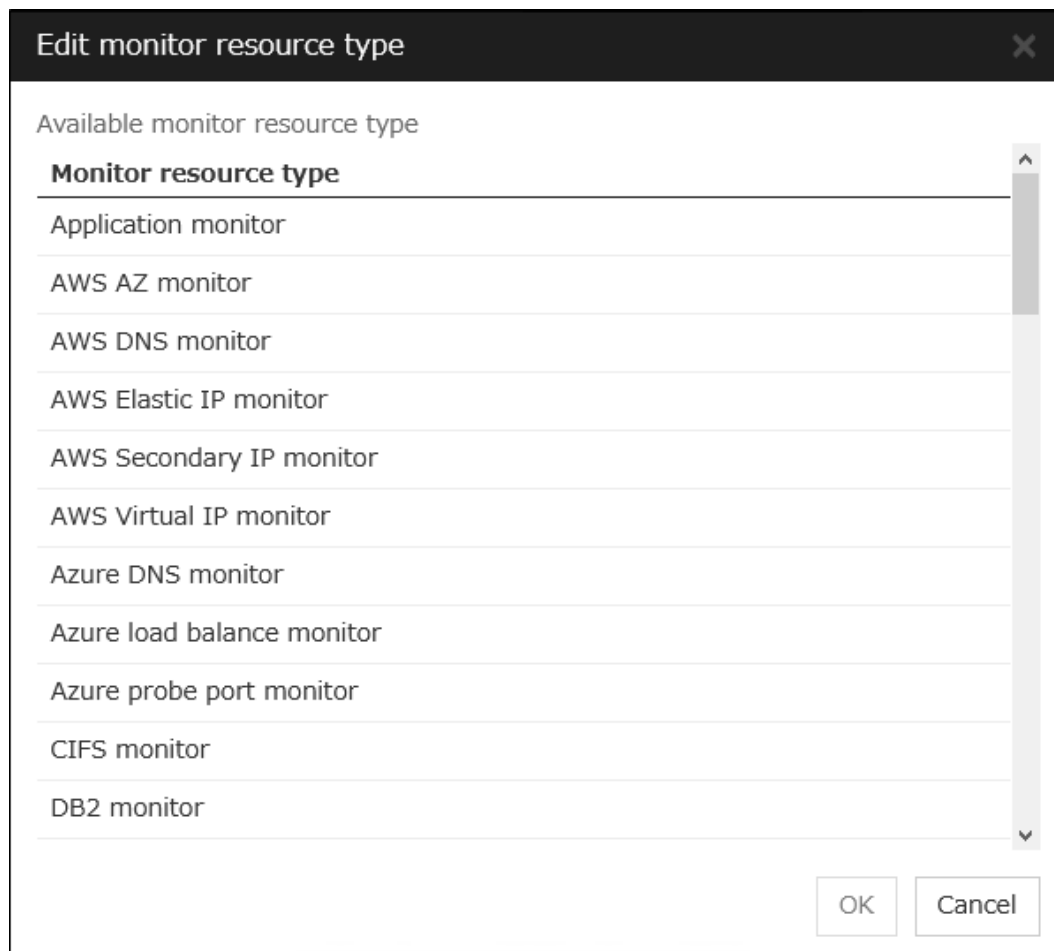 Edit monitor resource type
Available monitor resource type
Monitor resource type
Application monitor
AWS AZ monitor
AWS DNS monitor
AWS Elastic IP monitor
AWS Secondary IP monitor
AWS Virtual IP monitor
Azure DNS monitor
Azure load balance monitor
Azure probe port monitor
CIFS monitor
DB2 monitor
OK
Cancel